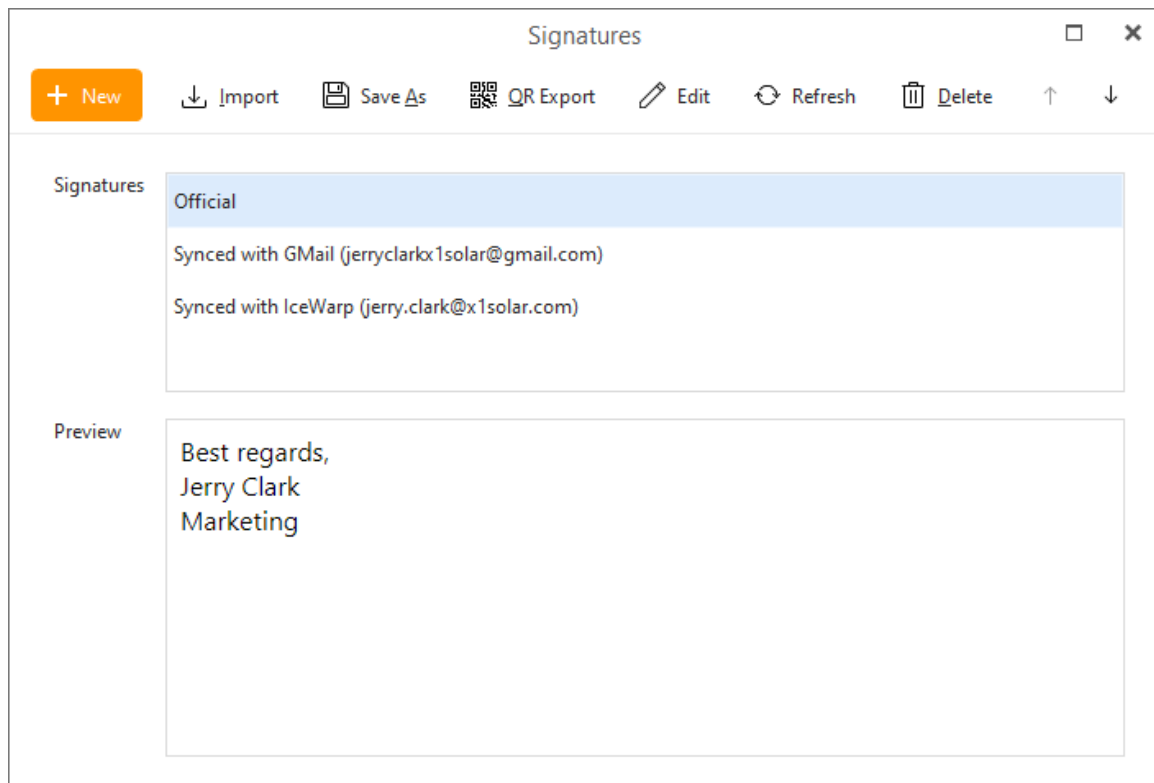 Signatures
New Import Save As QR Export Edit Refresh Delete
Signatures
Official
Synced with GMail (jerryclarkx1solar@gmail.com)
Synced with IceWarp (jerry.clark@x1solar.com)
Preview
Best regards,
Jerry Clark
Marketing